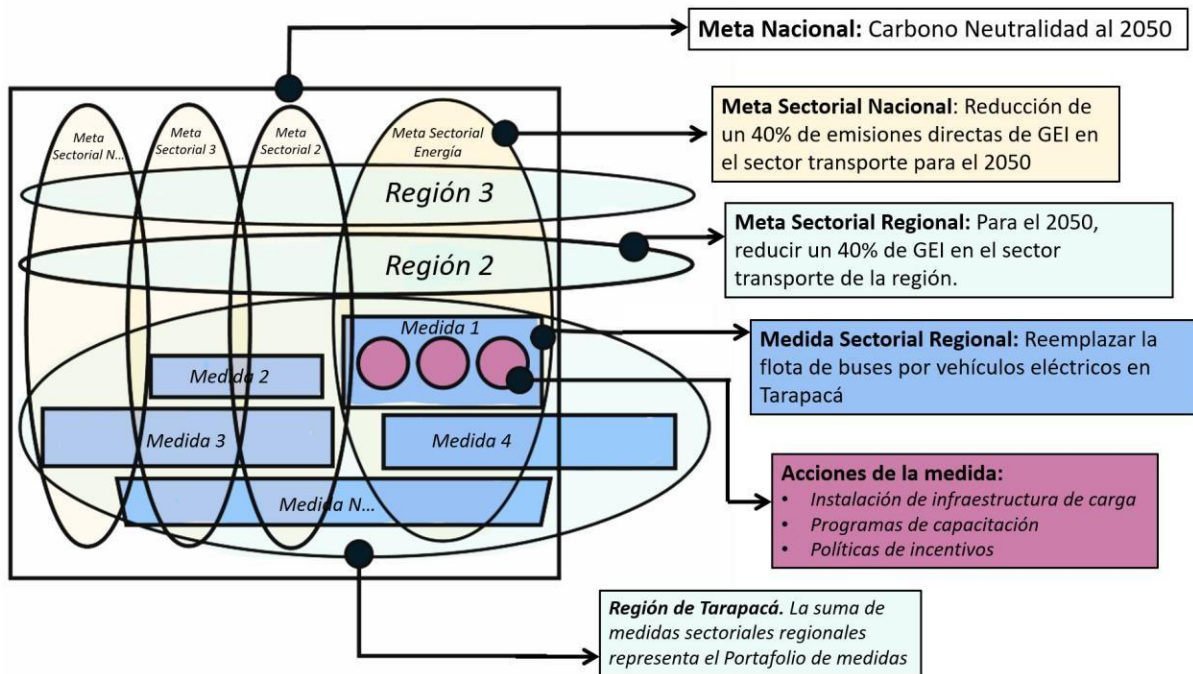 Meta Nacional: Carbono Neutralidad al 2050
Meta
Sectorial N...
Meta
Sectorial 3
Meta
Sectorial 2
Meta Sectorial
Energía
Meta Sectorial Nacional: Reducción de
un 40% de emisiones directas de GEI en
el sector transporte para el 2050
Región 3
Región 2
Meta Sectorial Regional: Para el 2050,
reducir un 40% de GEI en el sector
transporte de la región.
Medida 1
Medida 2
Medida 3
Medida 4
Medida N...
Medida Sectorial Regional: Reemplazar la
flota de buses por vehículos eléctricos en
Tarapacá
Acciones de la medida:
• Instalación de infraestructura de carga
• Programas de capacitación
• Políticas de incentivos
Región de Tarapacá. La suma de
medidas sectoriales regionales
representa el Portafolio de medidas